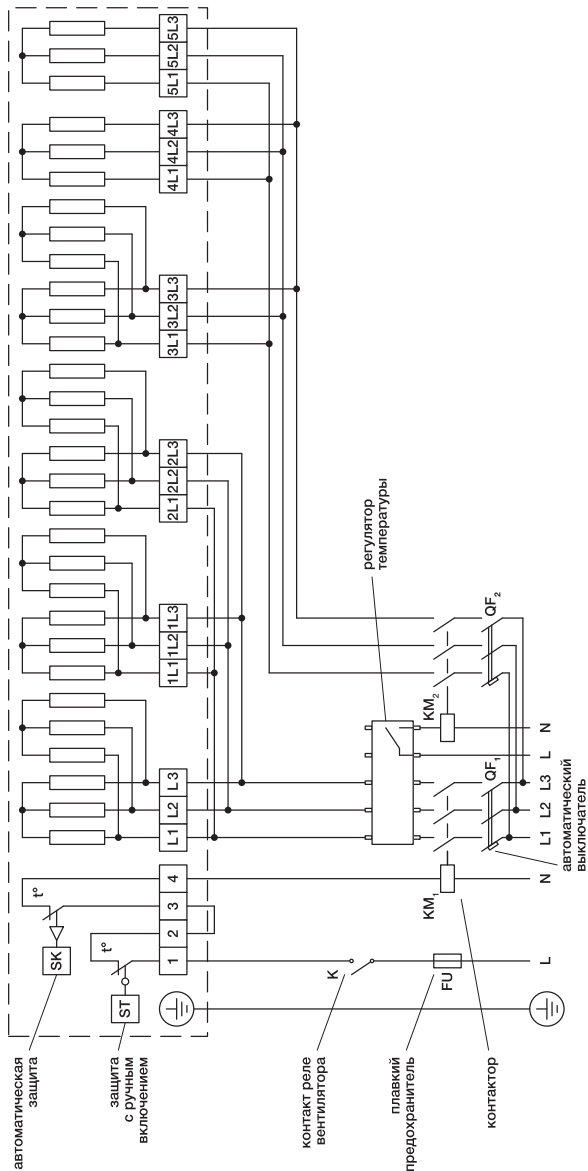 автоматическая
защита
защита
с ручным
включением
контакт реле
вентилятора
плавкий
предохранитель
контактор
SK
t°
ST
t°
1
2
3
4
L1
L2
L3
1L1
1L2
1L3
2L1
2L2
2L3
3L1
3L2
3L3
4L1
4L2
4L3
5L1
5L2
5L3
K
FU
L
KM1
N
QF1
L1
L2
L3
L
N
KM2
QF2
регулятор
температуры
автоматический
выключатель